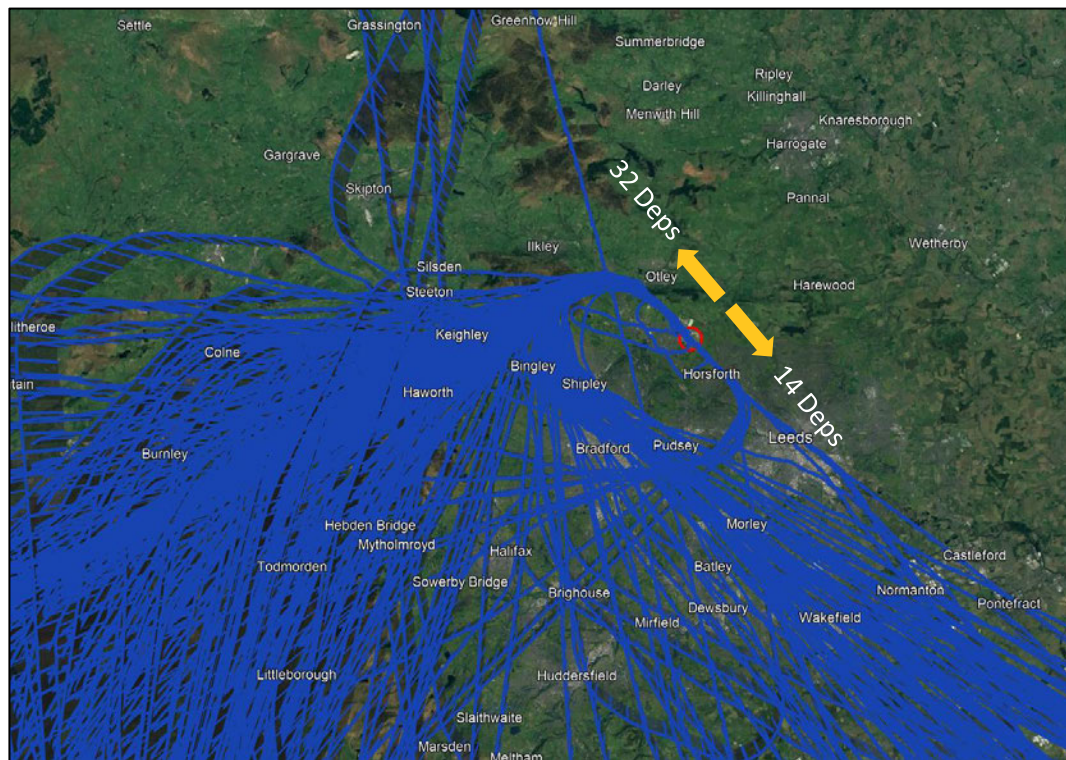 Settle
Grassington
Greenhow Hill
Summerbridge
Ripley
Darley
Killinghall
Menwith Hill
Knaresborough
Harrogate
Gargrave
Skipton
32 Deps
Pannal
Ilkley
Wetherby
Silsden
Otley
Steeton
Harewood
litheroe
Keighley
Colne
Bingley
Horsforth
tain
Shipley
Haworth
14 Deps
Leeds
Burnley
Bradford
Pudsey
Hebden Bridge
Morley
Mytholmroyd
Halifax
Castleford
Todmorden
Batley
Sowerby Bridge
Brighouse
Normanton
Pontefract
Dewsbury
Mirfield
Wakefield
Littleborough
Huddersfield
Slaithwaite
Marsden
Meltham